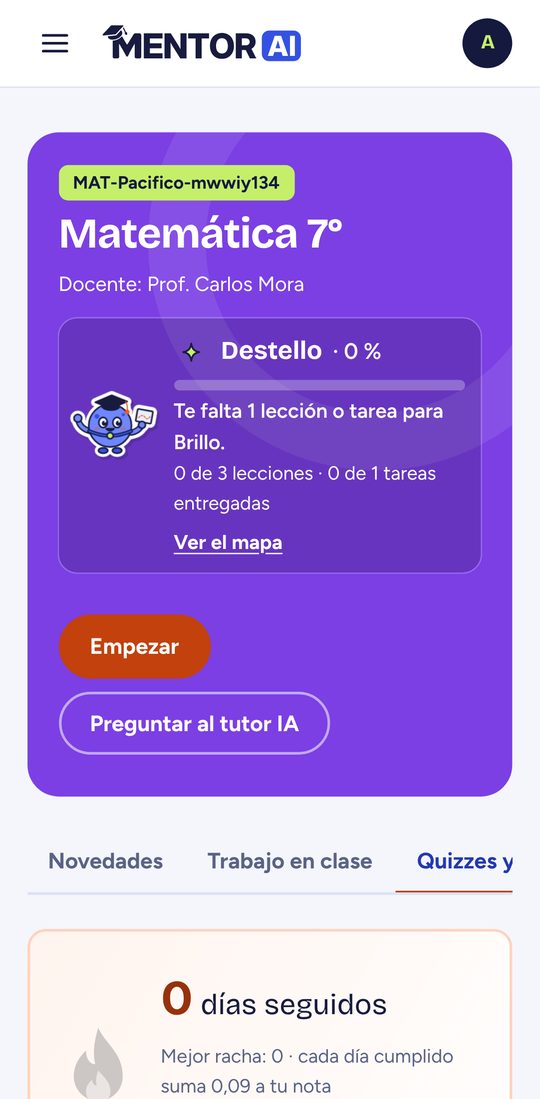 MENTOR AI
A
MAT-Pacifico-mwwiy134
Matemática 7°
Docente: Prof. Carlos Mora
Destello · 0 %
Te falta 1 lección o tarea para
Brillo.
0 de 3 lecciones · 0 de 1 tareas
entregadas
Ver el mapa
Empezar
Preguntar al tutor IA
Novedades Trabajo en clase Quizzes y
0 días seguidos
Mejor racha: 0 · cada día cumplido
suma 0,09 a tu nota